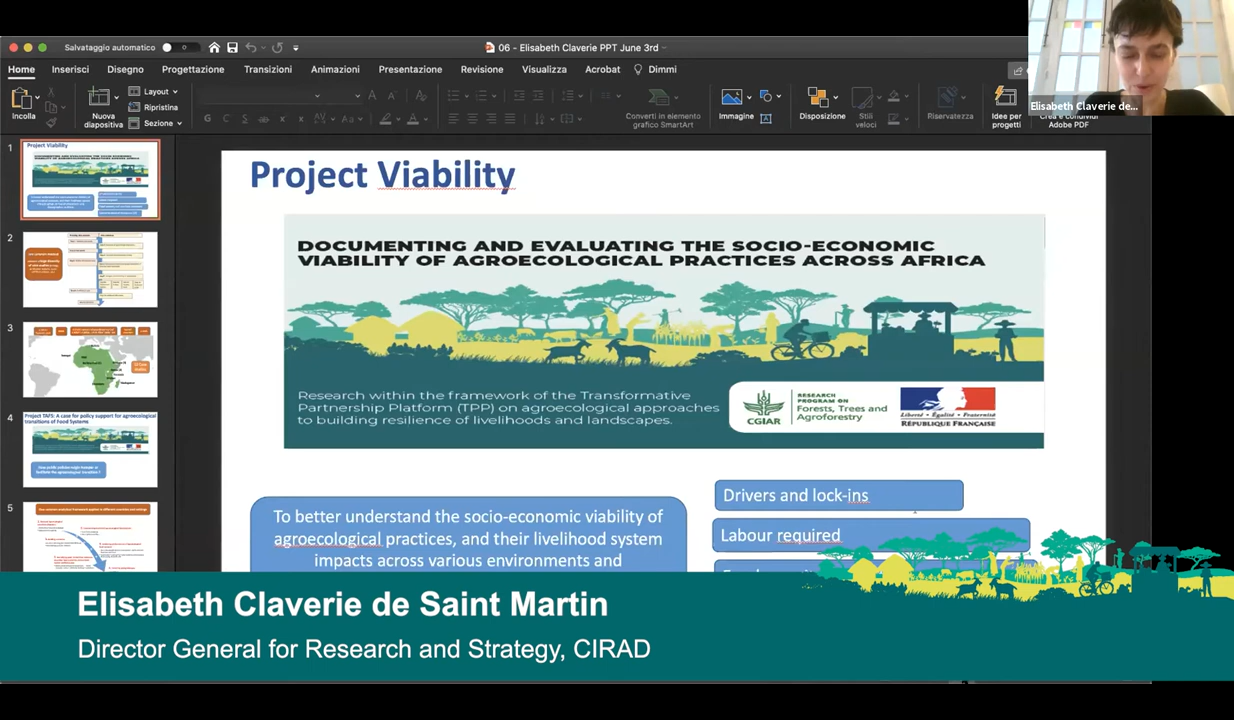 Salvataggio automatico
06 - Elisabeth Claverie PPT June 3rd
Home Inserisci Disegno Progettazione Transizioni Animazioni Presentazione Revisione Visualizza Acrobat Dimmi
Incolla
Nuova
diapositiva
Layout
Ripristina
Sezione
Converti in elemento
grafico SmartArt
Immagine
Disposizione
Stili
veloci
Riservatezza
Idee per
progetti
Crea e condividi
Adobe PDF
Elisabeth Claverie de...
1
Project Viability
2
3
4
Project TAFS: A case for policy support for agroecological
transitions of Food Systems
5
Project Viability
DOCUMENTING AND EVALUATING THE SOCIO-ECONOMIC
VIABILITY OF AGROECOLOGICAL PRACTICES ACROSS AFRICA
Research within the framework of the Transformative
Partnership Platform (TPP) on agroecological approaches
to building resilience of livelihoods and landscapes.
CGIAR
RESEARCH
PROGRAM ON
Forests, Trees and
Agroforestry
Liberté • Égalité • Fraternité
RÉPUBLIQUE FRANÇAISE
To better understand the socio-economic viability of
agroecological practices, and their livelihood system
impacts across various environments and
Drivers and lock-ins
Labour required
Elisabeth Claverie de Saint Martin
Director General for Research and Strategy, CIRAD